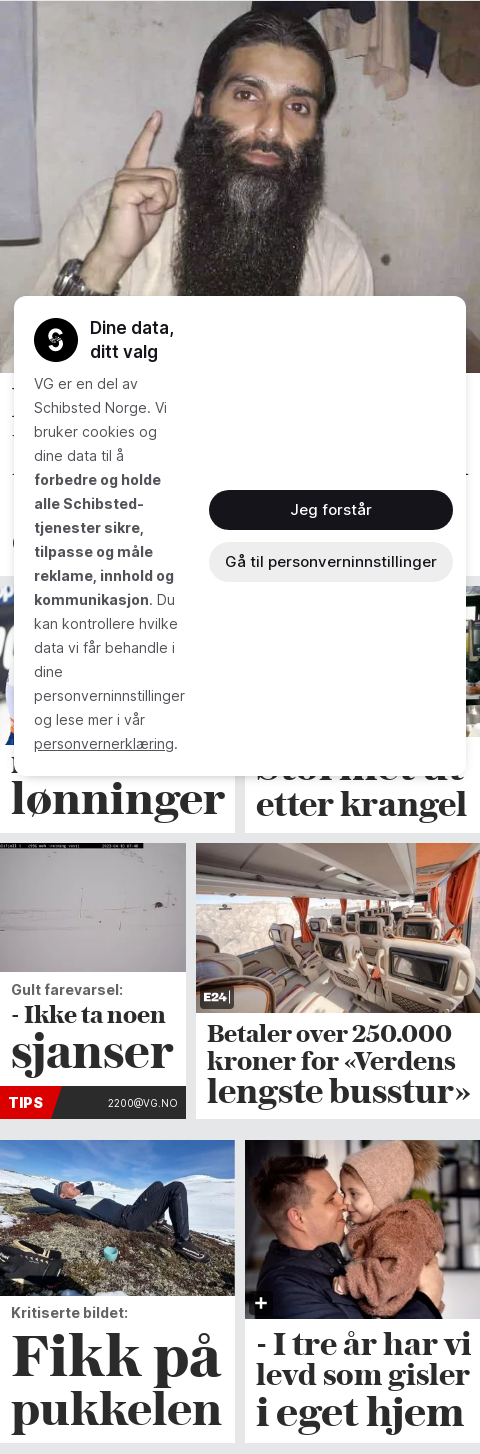 Dine data,
ditt valg
VG er en del av
Schibsted Norge. Vi
bruker cookies og
dine data til å
forbedre og holde
alle Schibsted-
tjenester sikre,
tilpasse og måle
reklame, innhold og
kommunikasjon. Du
kan kontrollere hvilke
data vi får behandle i
dine
personverninnstillinger
og lese mer i vår
personvernerklæring.
Jeg forstår
Gå til personverninnstillinger
lønninger
etter krangel
Gult farevarsel:
- Ikke ta noen
sjanser
TIPS
2200@VG.NO
E24
Betaler over 250.000
kroner for «Verdens
lengste busstur»
Kritiserte bildet:
Fikk på
pukkelen
+
- I tre år har vi
levd som gisler
i eget hjem